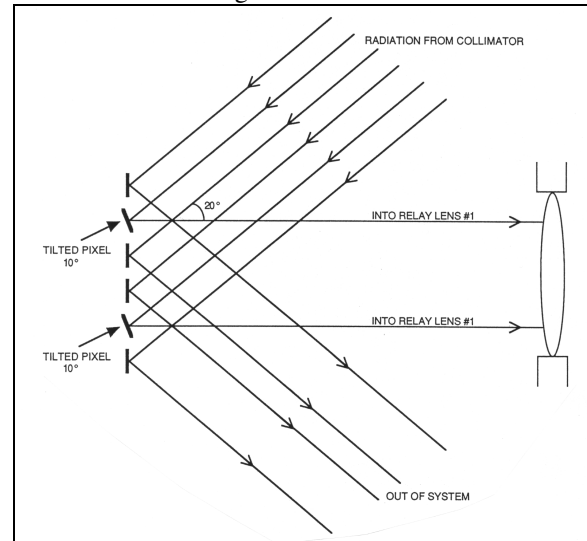 RADIATION FROM COLLIMATOR
20°
INTO RELAY LENS #1
TILTED PIXEL
10°
INTO RELAY LENS #1
TILTED PIXEL
10°
OUT OF SYSTEM